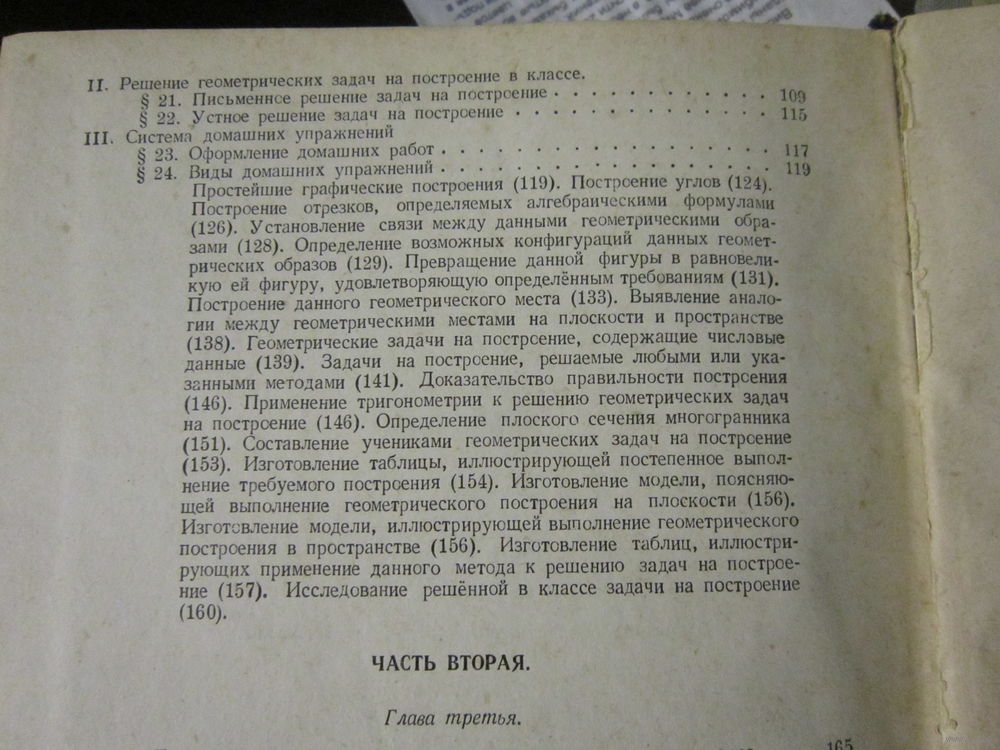 II. Решение геометрических задач на построение в классе.
§ 21. Письменное решение задач на построение . . . . . . . . . . . . 109
§ 22. Устное решение задач на построение . . . . . . . . . . . . . . 115
III. Система домашних упражнений
§ 23. Оформление домашних работ . . . . . . . . . . . . . . . . . . 117
§ 24. Виды домашних упражнений . . . . . . . . . . . . . . . . . . 119
Простейшие графические построения (119). Построение углов (124).
Построение отрезков, определяемых алгебраическими формулами
(126). Установление связи между данными геометрическими обра-
зами (128). Определение возможных конфигураций данных геомет-
рических образов (129). Превращение данной фигуры в равновели-
кую ей фигуру, удовлетворяющую определённым требованиям (131).
Построение данного геометрического места (133). Выявление анало-
гии между геометрическими местами на плоскости и пространстве
(138). Геометрические задачи на построение, содержащие числовые
данные (139). Задачи на построение, решаемые любыми или ука-
занными методами (141). Доказательство правильности построения
(146). Применение тригонометрии к решению геометрических задач
на построение (146). Определение плоского сечения многогранника
(151). Составление учениками геометрических задач на построение
(153). Изготовление таблицы, иллюстрирующей постепенное выпол-
нение требуемого построения (154). Изготовление модели, поясняю-
щей выполнение геометрического построения на плоскости (156).
Изготовление модели, иллюстрирующей выполнение геометрического
построения в пространстве (156). Изготовление таблиц, иллюстри-
рующих применение данного метода к решению задач на построе-
ние (157). Исследование решённой в классе задачи на построение
(160).
ЧАСТЬ ВТОРАЯ.
Глава третья.
165